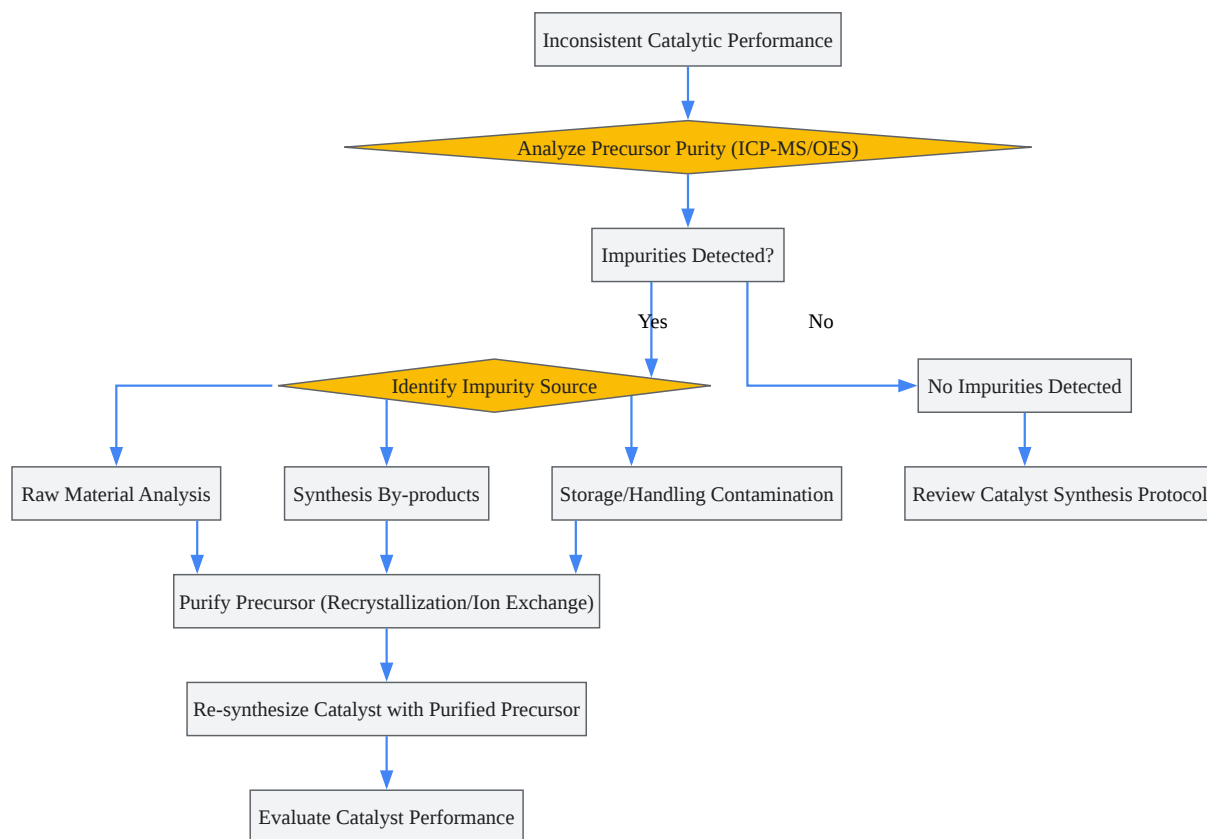 Inconsistent Catalytic Performance
Analyze Precursor Purity (ICP-MS/OES)
Impurities Detected?
Yes
No
Identify Impurity Source
No Impurities Detected
Raw Material Analysis
Synthesis By-products
Storage/Handling Contamination
Review Catalyst Synthesis Protocol
Purify Precursor (Recrystallization/Ion Exchange)
Re-synthesize Catalyst with Purified Precursor
Evaluate Catalyst Performance